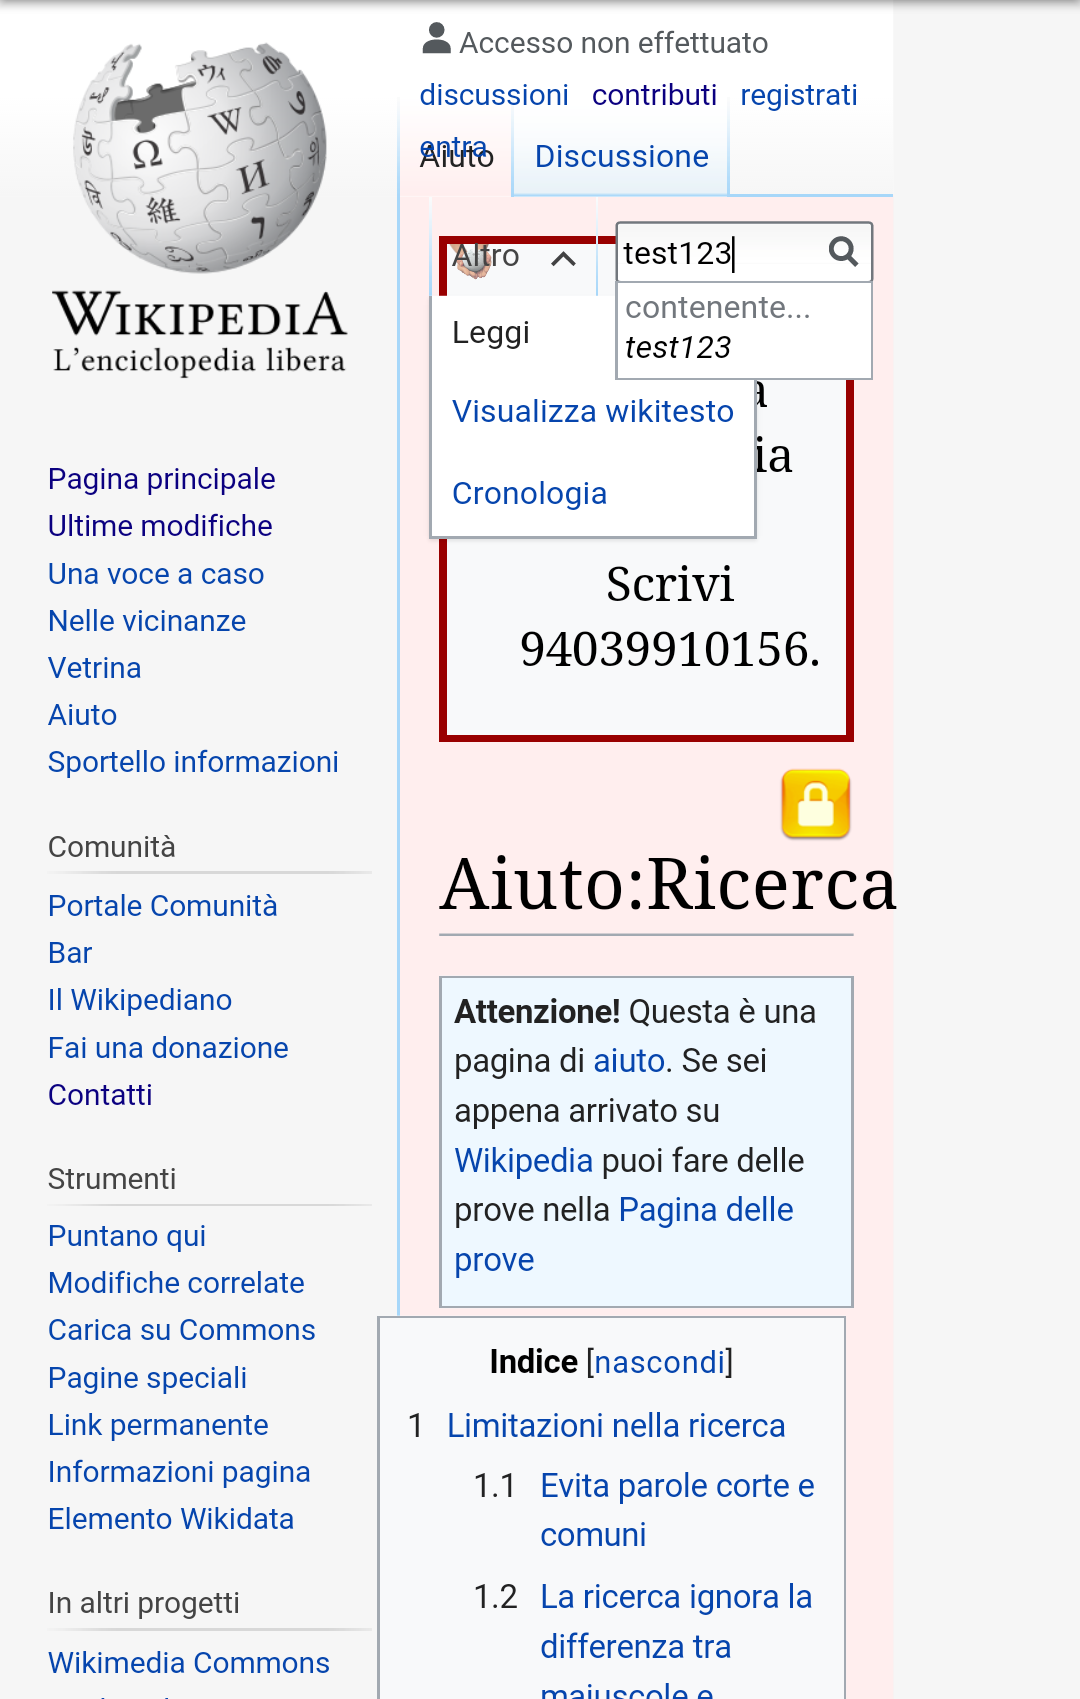 WIKIPEDIA
L'enciclopedia libera
Accesso non effettuato
discussioni contributi registrati
entra
Aiuto Discussione
Altro
test123
contenente...
test123
Leggi
Visualizza wikitesto
Cronologia
Scrivi
94039910156.
Pagina principale
Ultime modifiche
Una voce a caso
Nelle vicinanze
Vetrina
Aiuto
Sportello informazioni
Comunità
Portale Comunità
Bar
Il Wikipediano
Fai una donazione
Contatti
Strumenti
Puntano qui
Modifiche correlate
Carica su Commons
Pagine speciali
Link permanente
Informazioni pagina
Elemento Wikidata
In altri progetti
Wikimedia Commons
Aiuto:Ricerca
Attenzione! Questa è una
pagina di aiuto. Se sei
appena arrivato su
Wikipedia puoi fare delle
prove nella Pagina delle
prove
Indice [nascondi]
1 Limitazioni nella ricerca
1.1 Evita parole corte e
comuni
1.2 La ricerca ignora la
differenza tra
maiuscole e